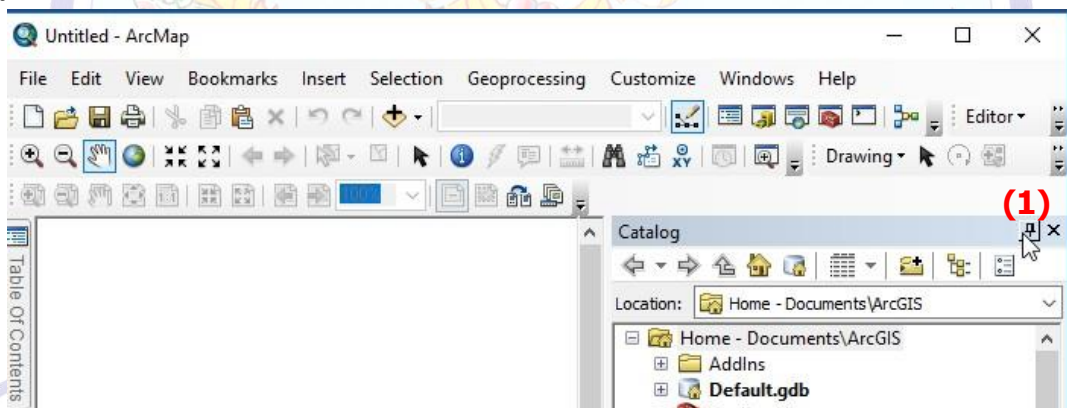 Untitled - ArcMap
File Edit View Bookmarks Insert Selection Geoprocessing Customize Windows Help
Editor
Drawing
100%
(1)
Catalog
Table Of Contents
Location: Home - Documents\ArcGIS
Home - Documents\ArcGIS
AddIns
Default.gdb